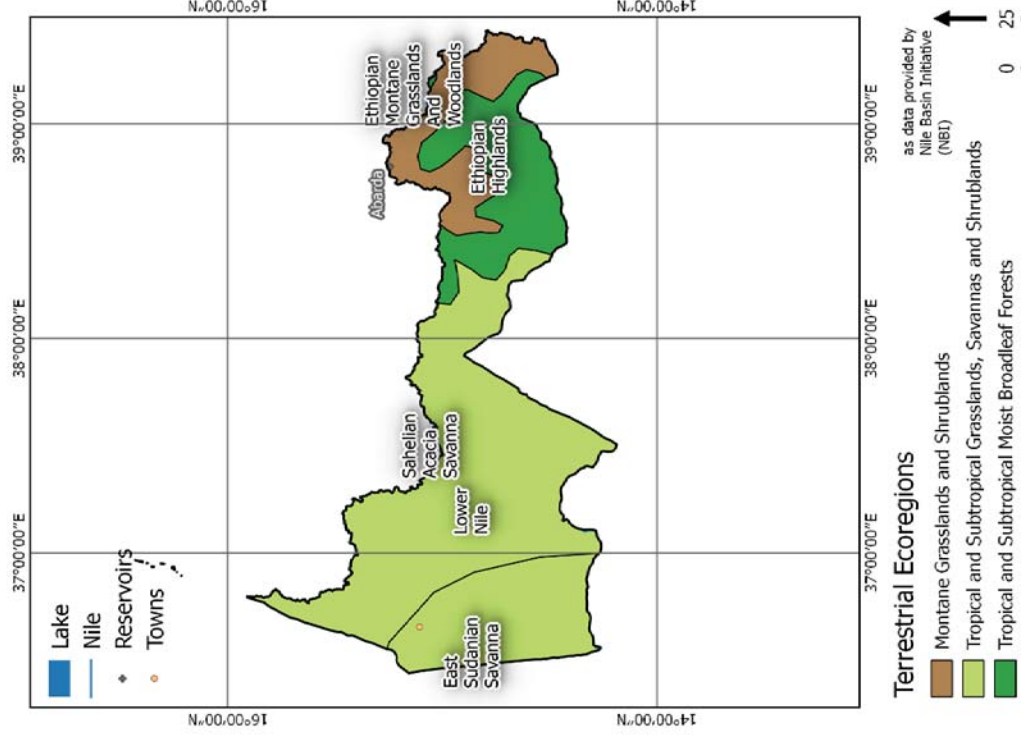 Lake
Nile
Reservoirs
Towns
37°00'00"E
38°00'00"E
39°00'00"E
16°00'00"N
16°00'00"N
14°00'00"N
14°00'00"N
Abarda
Ethiopian
Montane
Grasslands
And
Woodlands
Ethiopian
Highlands
Sahelian
Acacia
Savanna
Lower
Nile
East
Sudanian
Savanna
37°00'00"E
38°00'00"E
39°00'00"E
Terrestrial Ecoregions
Montane Grasslands and Shrublands
Tropical and Subtropical Grasslands, Savannas and Shrublands
Tropical and Subtropical Moist Broadleaf Forests
as data provided by
Nile Basin Initiative
(NBI)
0 25